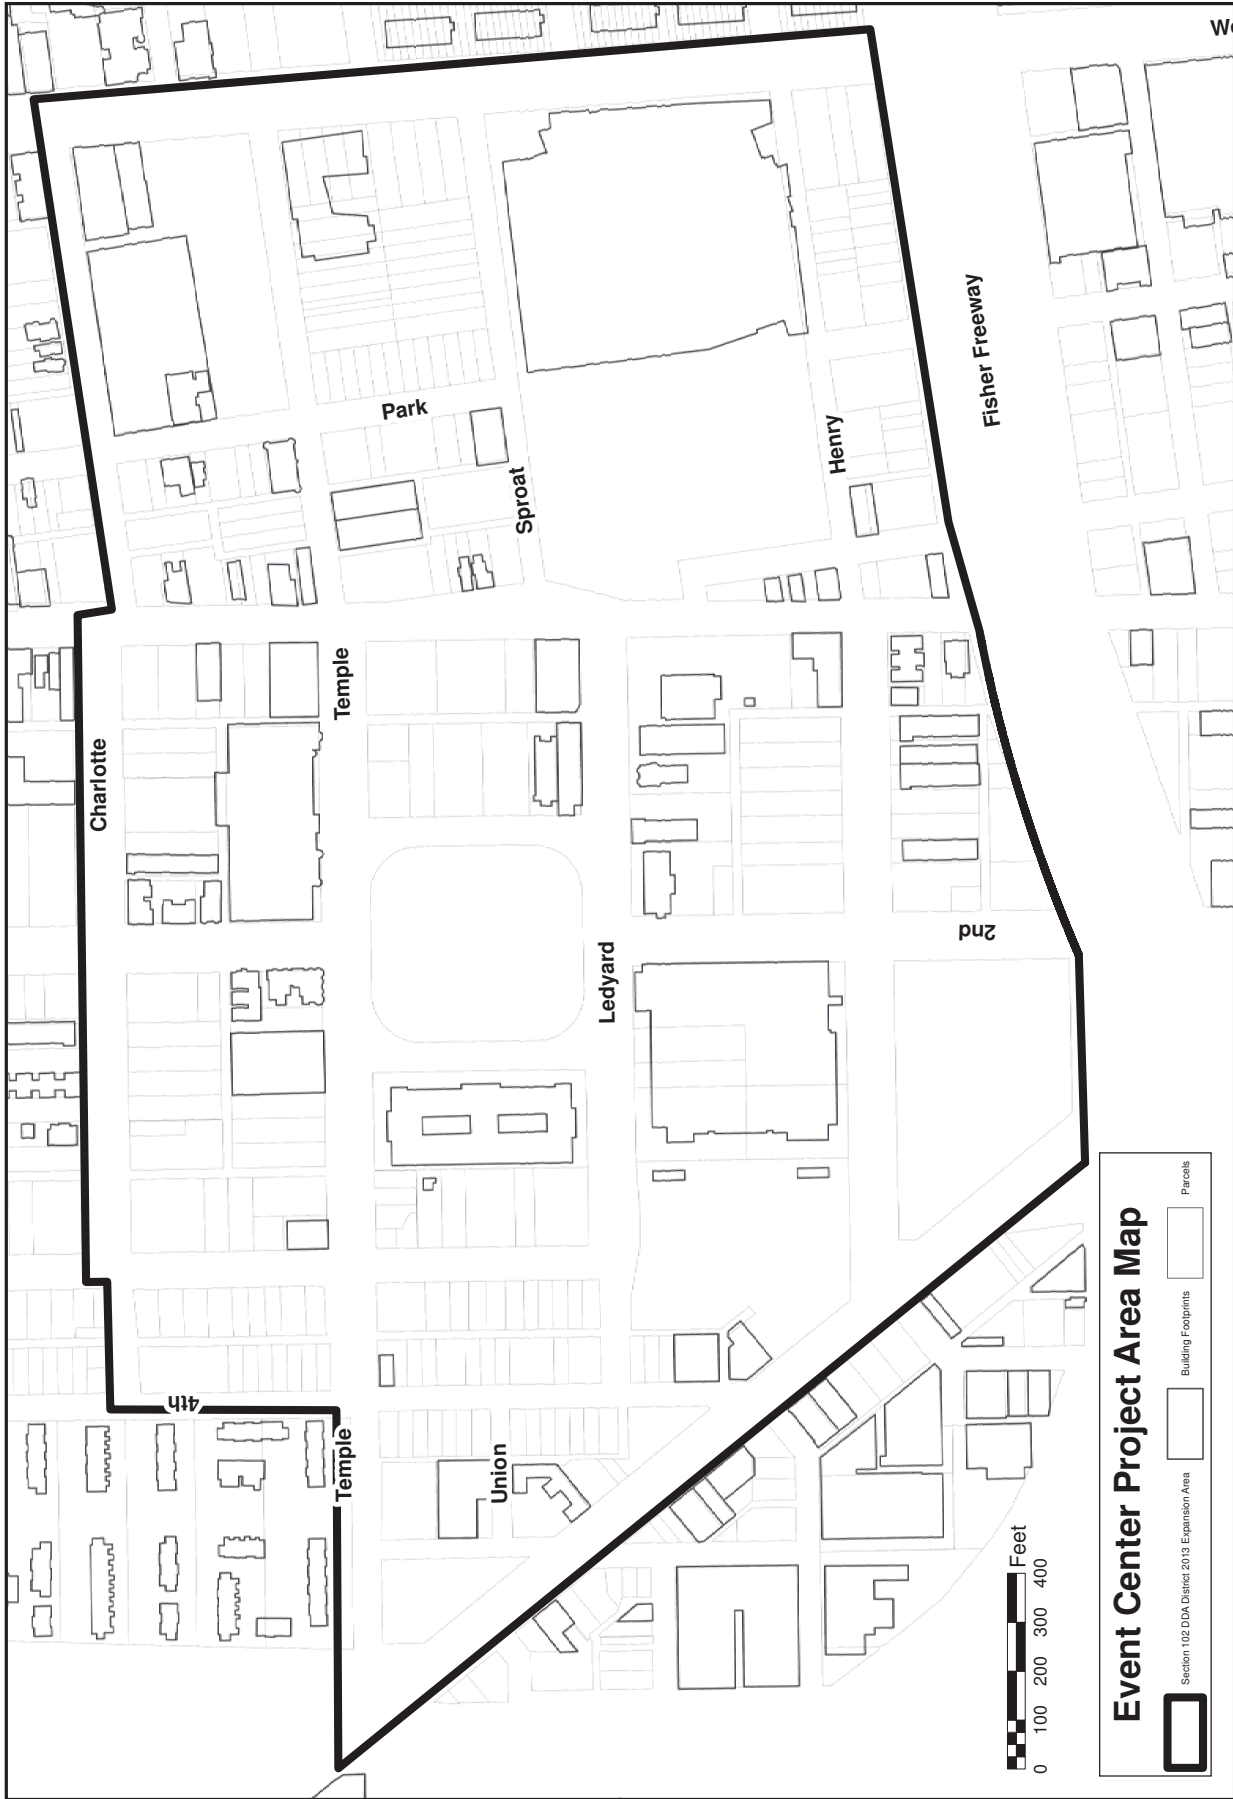 We
Park
Sproat
Henry
Fisher Freeway
Charlotte
Temple
Ledyard
2nd
4th
Temple
Union
Feet
0 100 200 300 400
Event Center Project Area Map
Section 102 DDA District 2013 Expansion Area
Building Footprints
Parcels